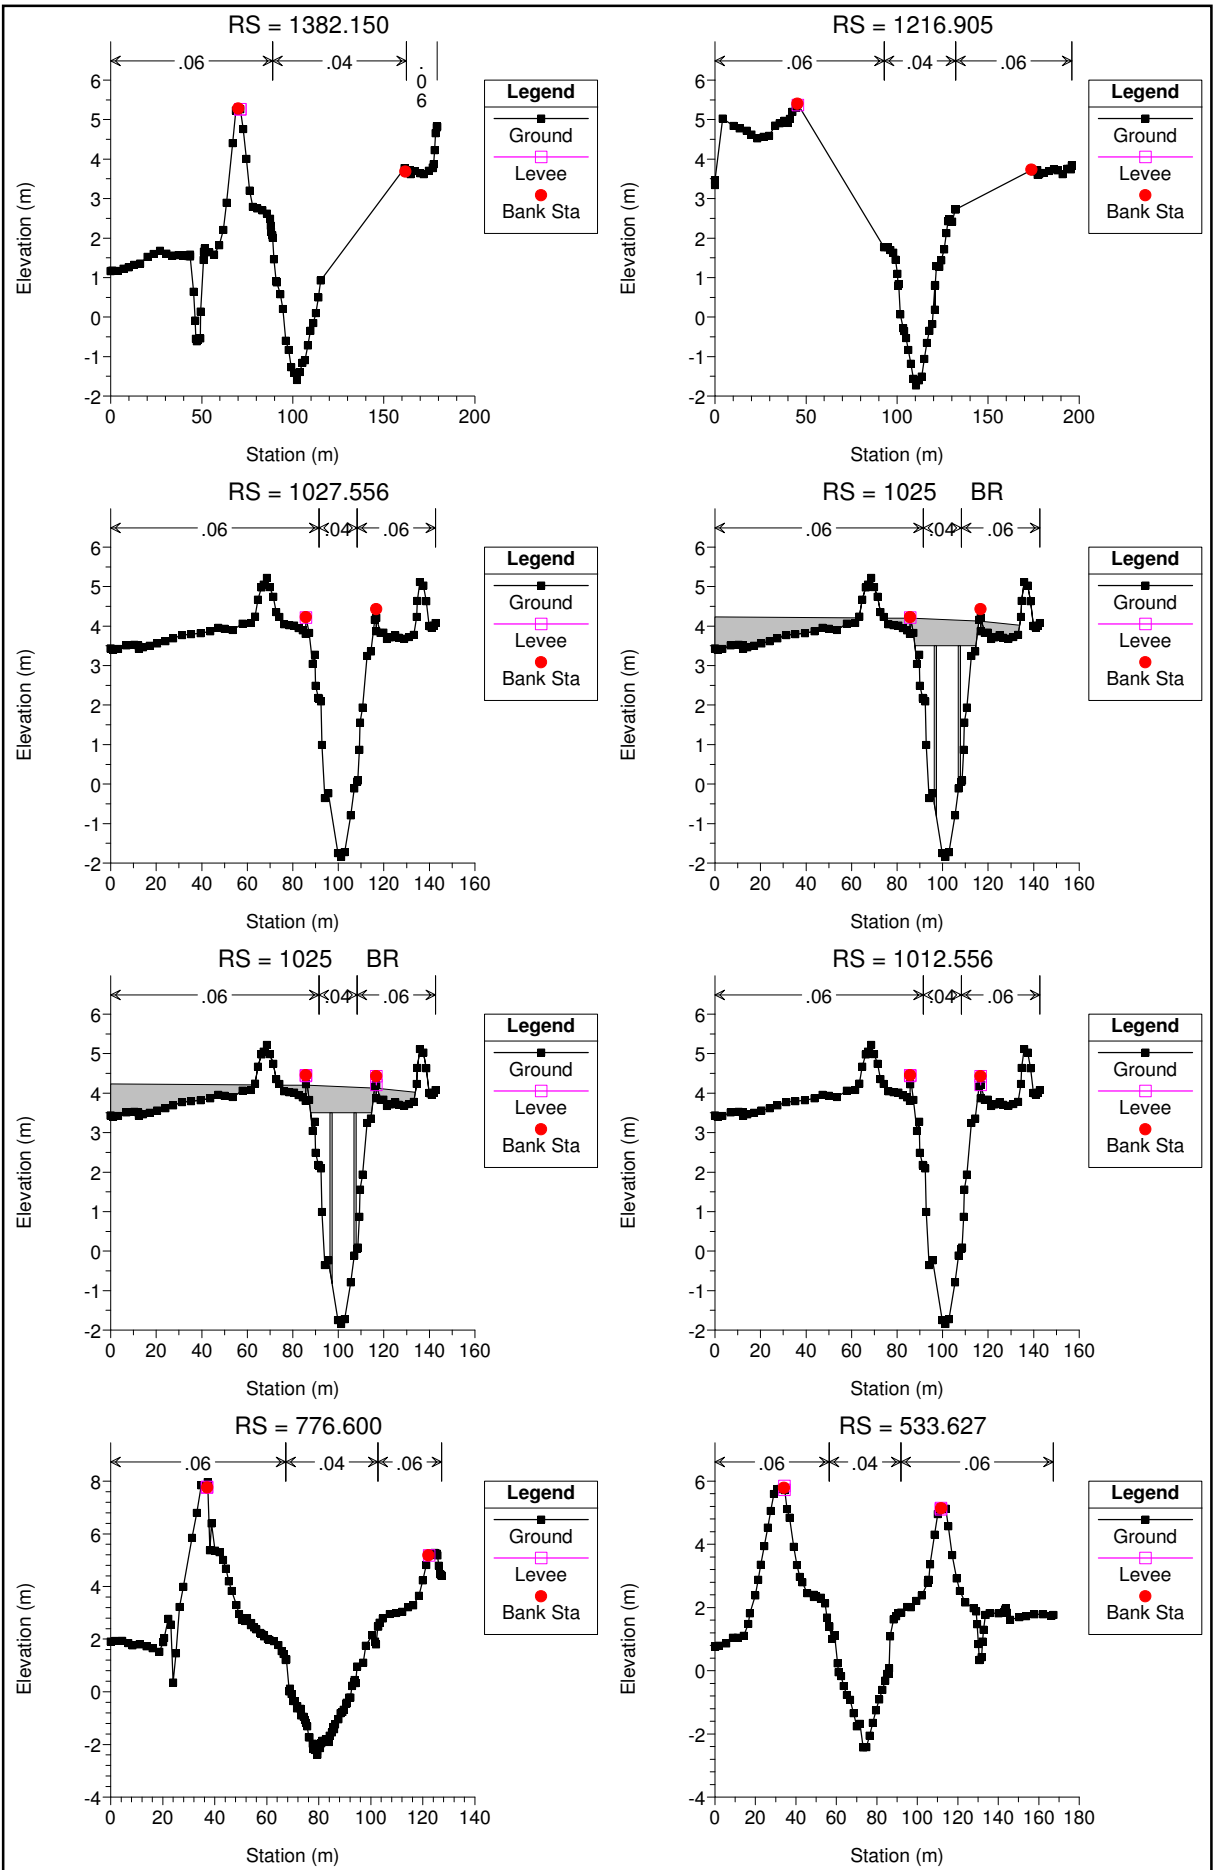 RS = 1382.150
.06
.04
.06
Elevation (m)
6
5
4
3
2
1
0
-1
-2
0
50
100
150
200
Station (m)
Legend
Ground
Levee
Bank Sta
RS = 1216.905
.06
.04
.06
Elevation (m)
6
5
4
3
2
1
0
-1
-2
0
50
100
150
200
Station (m)
Legend
Ground
Levee
Bank Sta
RS = 1027.556
.06
.04
.06
Elevation (m)
6
5
4
3
2
1
0
-1
-2
0
20
40
60
80
100
120
140
160
Station (m)
Legend
Ground
Levee
Bank Sta
RS = 1025 BR
.06
.04
.06
Elevation (m)
6
5
4
3
2
1
0
-1
-2
0
20
40
60
80
100
120
140
160
Station (m)
Legend
Ground
Levee
Bank Sta
RS = 1025 BR
.06
.04
.06
Elevation (m)
6
5
4
3
2
1
0
-1
-2
0
20
40
60
80
100
120
140
160
Station (m)
Legend
Ground
Levee
Bank Sta
RS = 1012.556
.06
.04
.06
Elevation (m)
6
5
4
3
2
1
0
-1
-2
0
20
40
60
80
100
120
140
160
Station (m)
Legend
Ground
Levee
Bank Sta
RS = 776.600
.06
.04
.06
Elevation (m)
8
6
4
2
0
-2
-4
0
20
40
60
80
100
120
140
Station (m)
Legend
Ground
Levee
Bank Sta
RS = 533.627
.06
.04
.06
Elevation (m)
6
4
2
0
-2
-4
0
20
40
60
80
100
120
140
160
180
Station (m)
Legend
Ground
Levee
Bank Sta